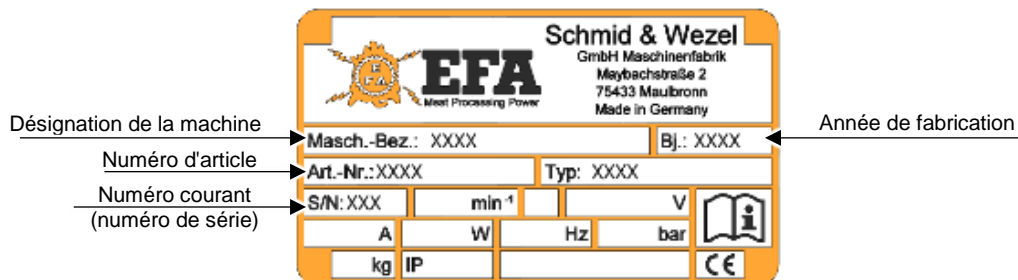 Schmid & Wezel
GmbH Maschinenfabrik
Maybachstraße 2
75433 Maulbronn
Made in Germany
EFA
EFA
Meat Processing Power
Désignation de la machine
Masch.-Bez.: XXXX
Bj.: XXXX
Année de fabrication
Numéro d'article
Art.-Nr.:XXXX
Typ: XXXX
Numéro courant
(numéro de série)
S/N: XXX
min⁻¹
V
A
W
Hz
bar
kg
IP
CE